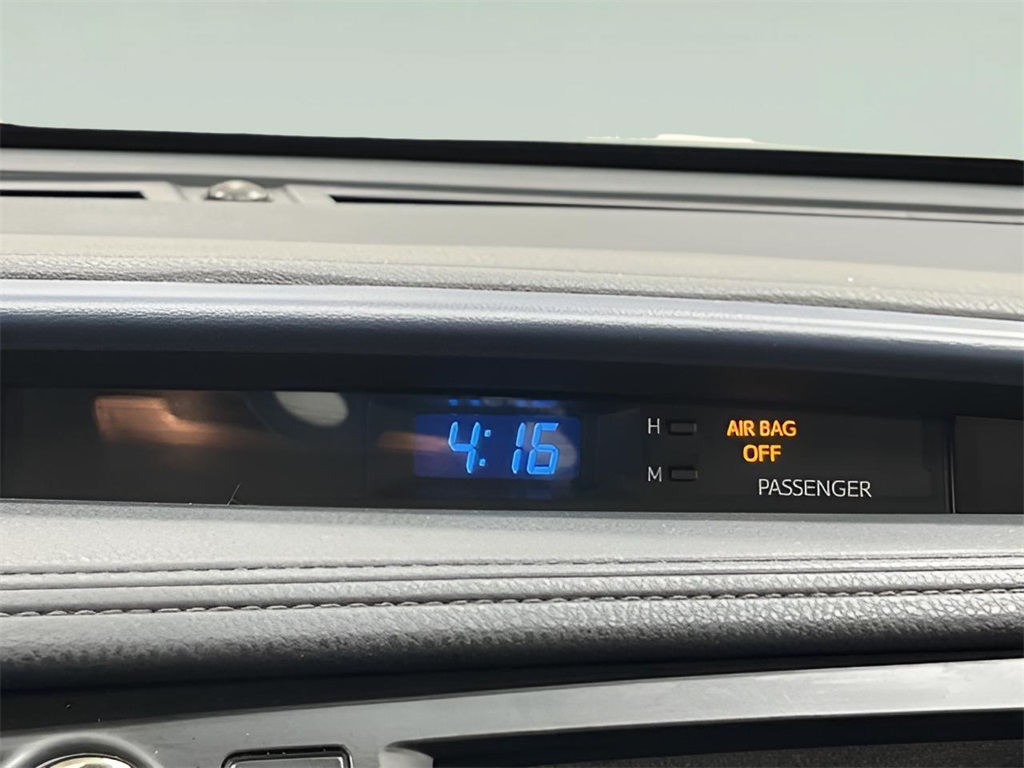 4:16
H
M
AIR BAG
OFF
PASSENGER